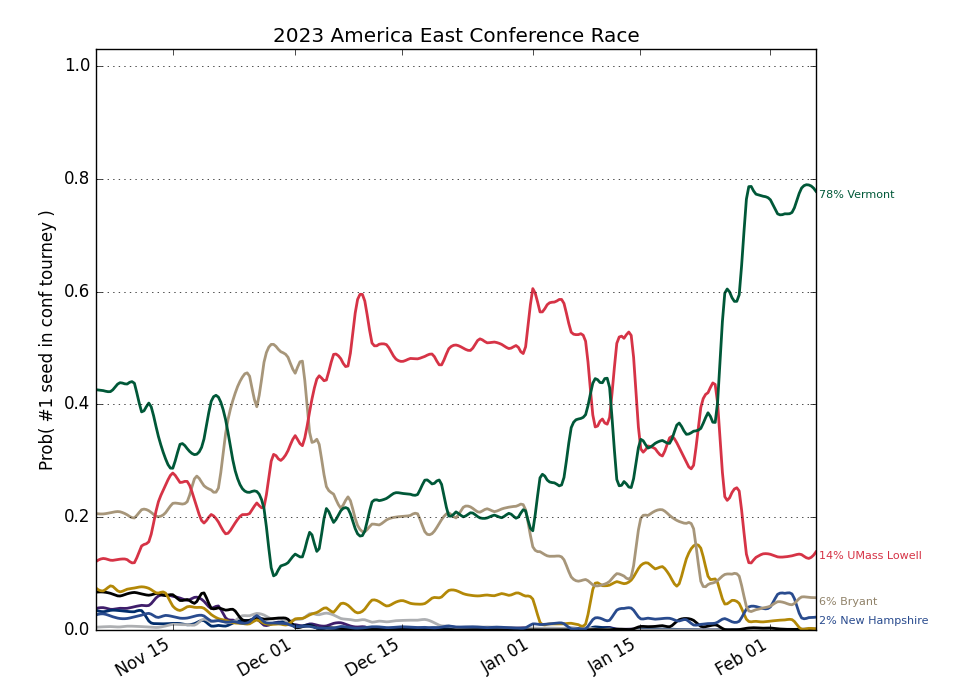 2023 America East Conference Race
Prob( #1 seed in conf tourney )
1.0
0.8
0.6
0.4
0.2
0.0
78% Vermont
14% UMass Lowell
6% Bryant
2% New Hampshire
Nov 15
Dec 01
Dec 15
Jan 01
Jan 15
Feb 01